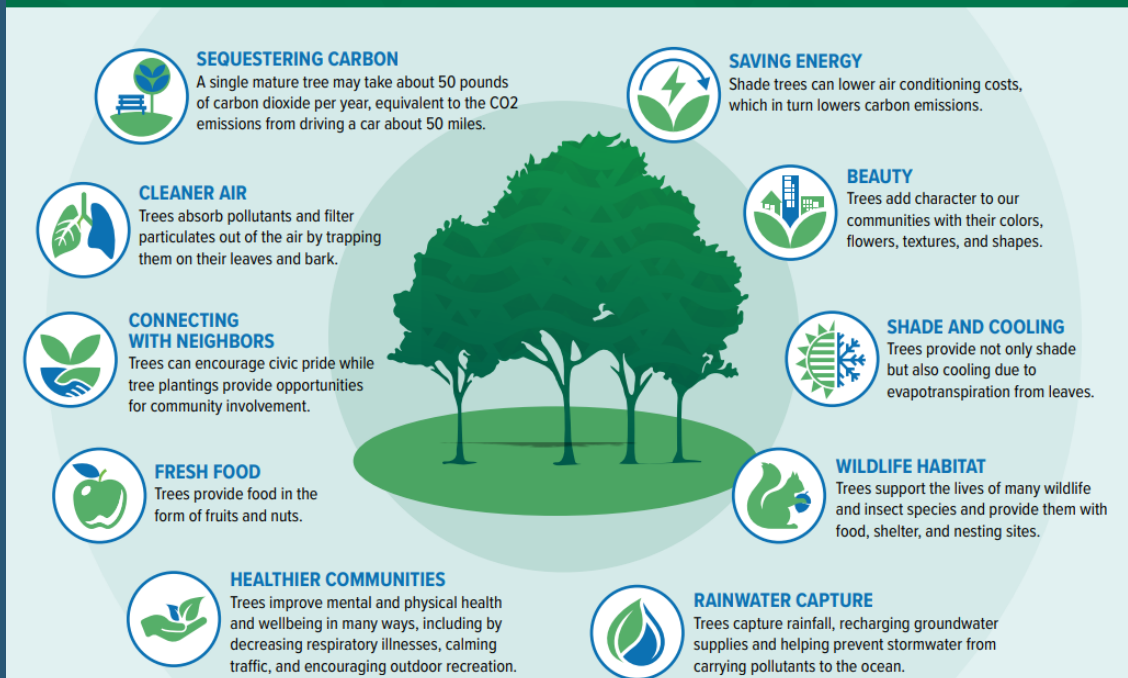 SEQUESTERING CARBON
A single mature tree may take about 50 pounds
of carbon dioxide per year, equivalent to the CO2
emissions from driving a car about 50 miles.
SAVING ENERGY
Shade trees can lower air conditioning costs,
which in turn lowers carbon emissions.
CLEANER AIR
Trees absorb pollutants and filter
particulates out of the air by trapping
them on their leaves and bark.
BEAUTY
Trees add character to our
communities with their colors,
flowers, textures, and shapes.
CONNECTING
WITH NEIGHBORS
Trees can encourage civic pride while
tree plantings provide opportunities
for community involvement.
SHADE AND COOLING
Trees provide not only shade
but also cooling due to
evapotranspiration from leaves.
FRESH FOOD
Trees provide food in the
form of fruits and nuts.
WILDLIFE HABITAT
Trees support the lives of many wildlife
and insect species and provide them with
food, shelter, and nesting sites.
HEALTHIER COMMUNITIES
Trees improve mental and physical health
and wellbeing in many ways, including by
decreasing respiratory illnesses, calming
traffic, and encouraging outdoor recreation.
RAINWATER CAPTURE
Trees capture rainfall, recharging groundwater
supplies and helping prevent stormwater from
carrying pollutants to the ocean.